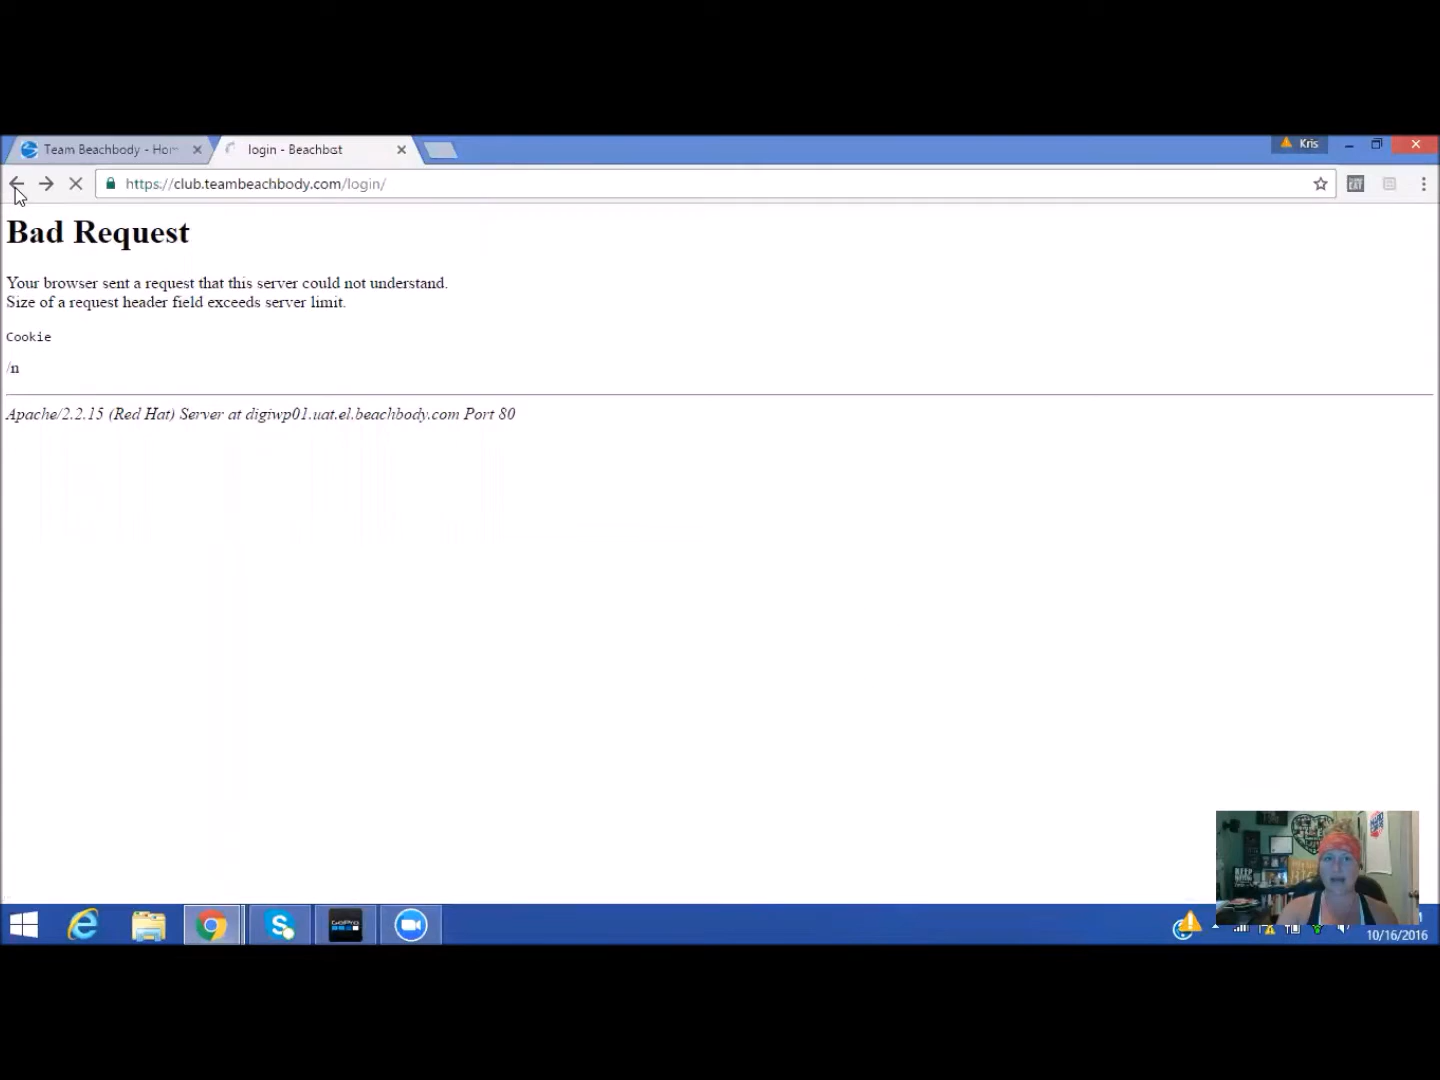 Team Beachbody - Hom
login - Beachbot
Kris
https://club.teambeachbody.com/login/
Bad Request
Your browser sent a request that this server could not understand.
Size of a request header field exceeds server limit.
Cookie
/n
Apache/2.2.15 (Red Hat) Server at digiwp01.uat.el.beachbody.com Port 80
GoPro
10/16/2016